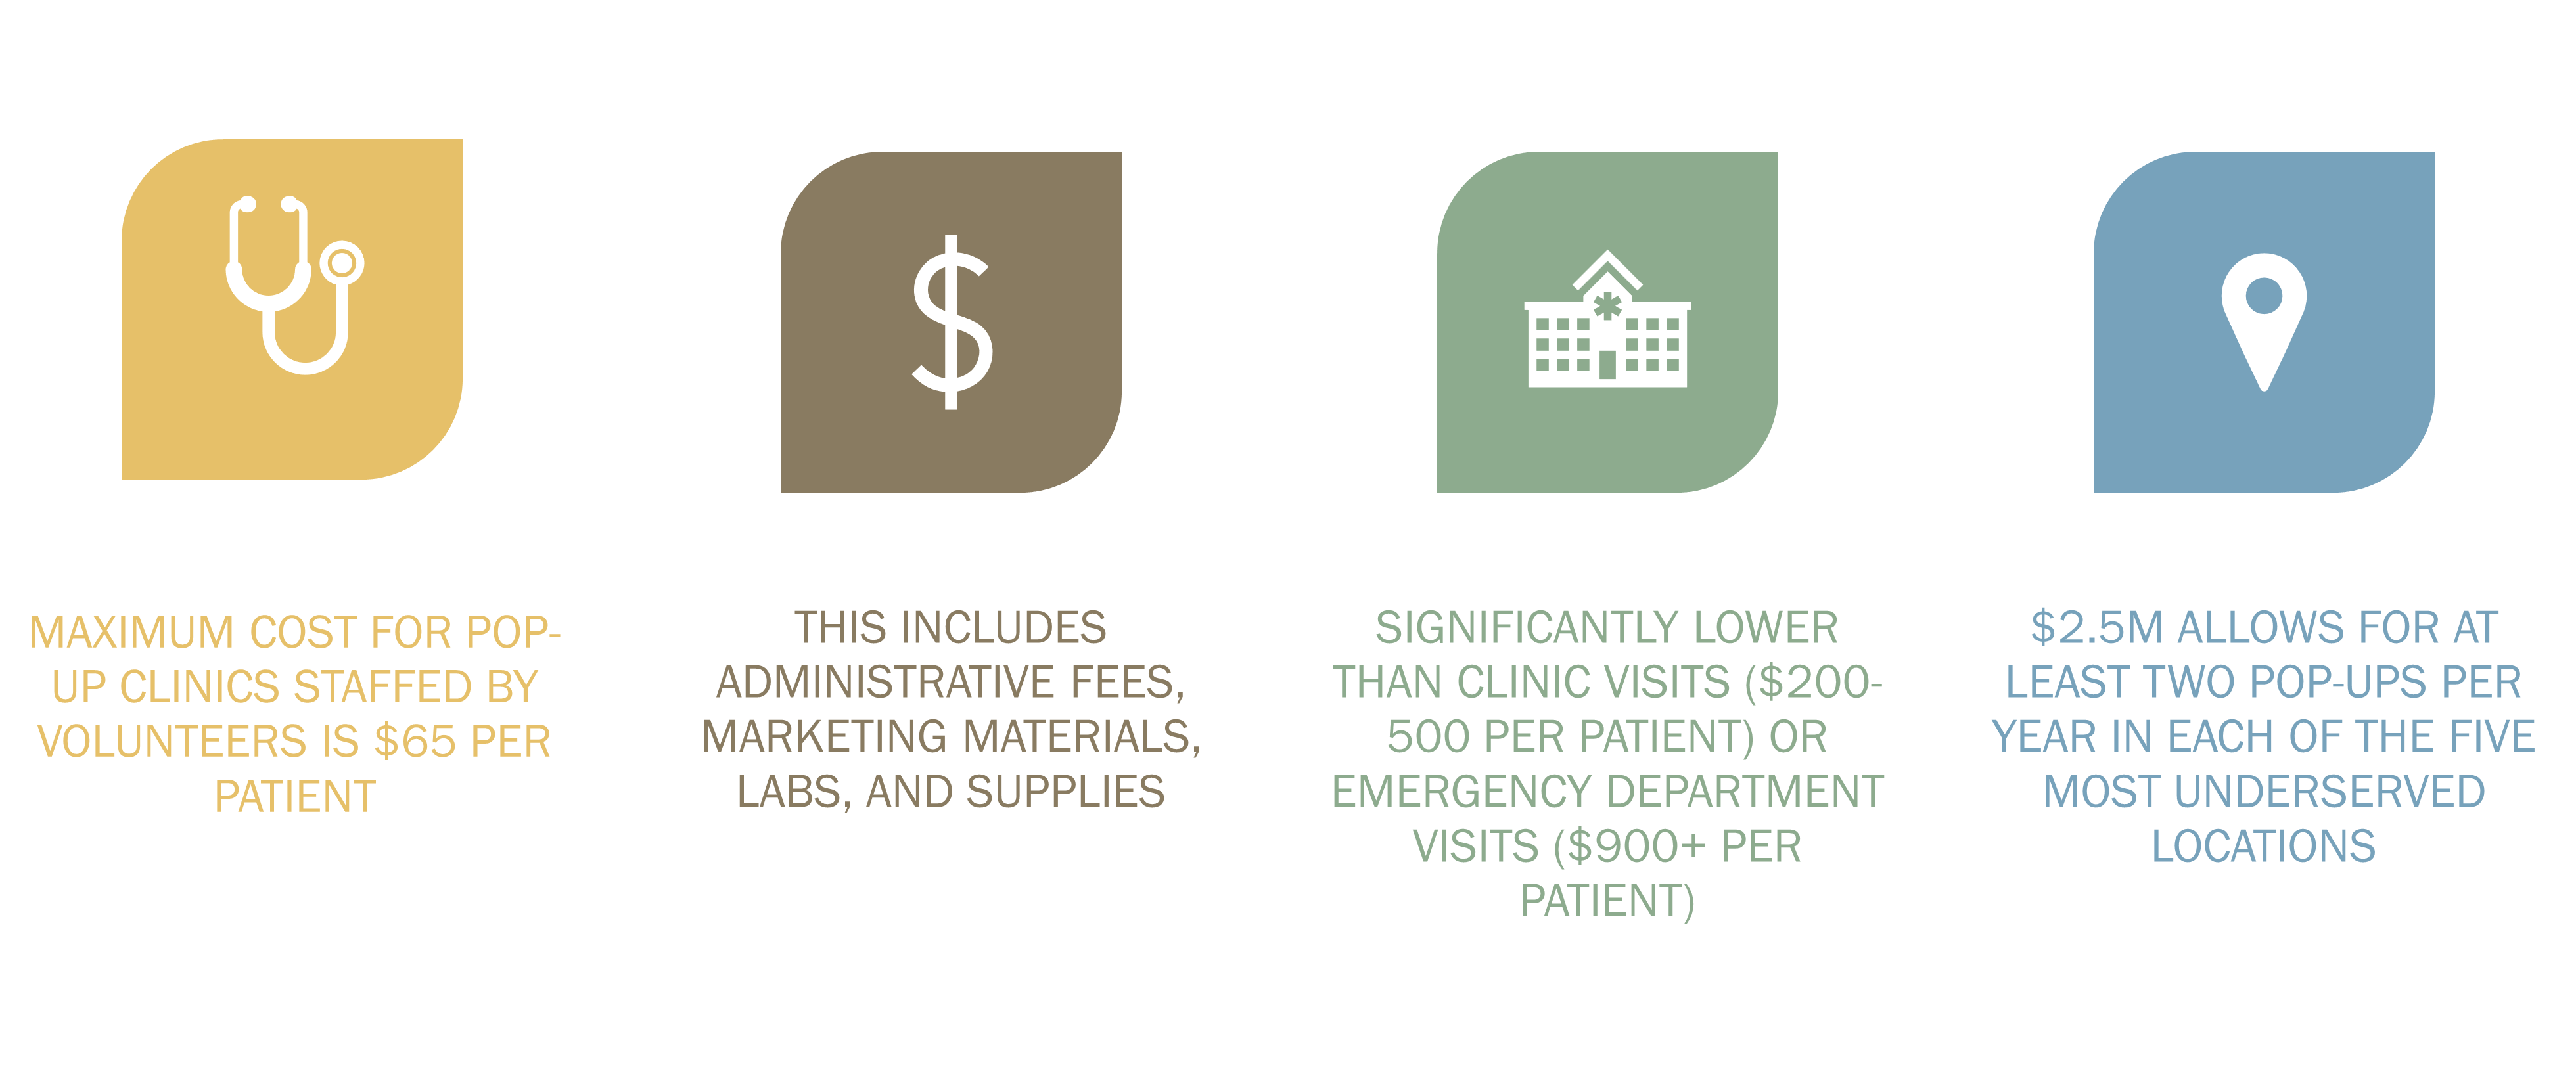 MAXIMUM COST FOR POP-
UP CLINICS STAFFED BY
VOLUNTEERS IS $65 PER
PATIENT
THIS INCLUDES
ADMINISTRATIVE FEES,
MARKETING MATERIALS,
LABS, AND SUPPLIES
SIGNIFICANTLY LOWER
THAN CLINIC VISITS ($200-
500 PER PATIENT) OR
EMERGENCY DEPARTMENT
VISITS ($900+ PER
PATIENT)
$2.5M ALLOWS FOR AT
LEAST TWO POP-UPS PER
YEAR IN EACH OF THE FIVE
MOST UNDERSERVED
LOCATIONS